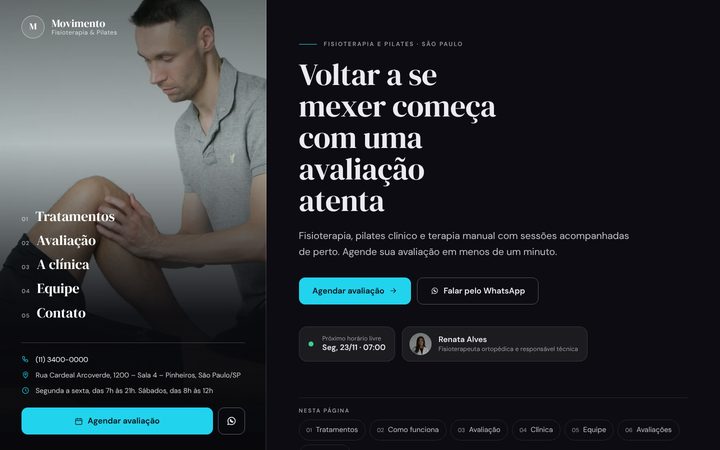 M
Movimento
Fisioterapia & Pilates
01 Tratamentos
02 Avaliação
03 A clínica
04 Equipe
05 Contato
(11) 3400-0000
Rua Cardeal Arcoverde, 1200 – Sala 4 – Pinheiros, São Paulo/SP
Segunda a sexta, das 7h às 21h. Sábados, das 8h às 12h
Agendar avaliação
FISIOTERAPIA E PILATES · SÃO PAULO
Voltar a se
mexer começa
com uma
avaliação
atenta
Fisioterapia, pilates clínico e terapia manual com sessões acompanhadas
de perto. Agende sua avaliação em menos de um minuto.
Agendar avaliação →
Falar pelo WhatsApp
Próximo horário livre
Seg, 23/11 · 07:00
Renata Alves
Fisioterapeuta ortopédica e responsável técnica
NESTA PÁGINA
01 Tratamentos
02 Como funciona
03 Avaliação
04 Clínica
05 Equipe
06 Avaliações